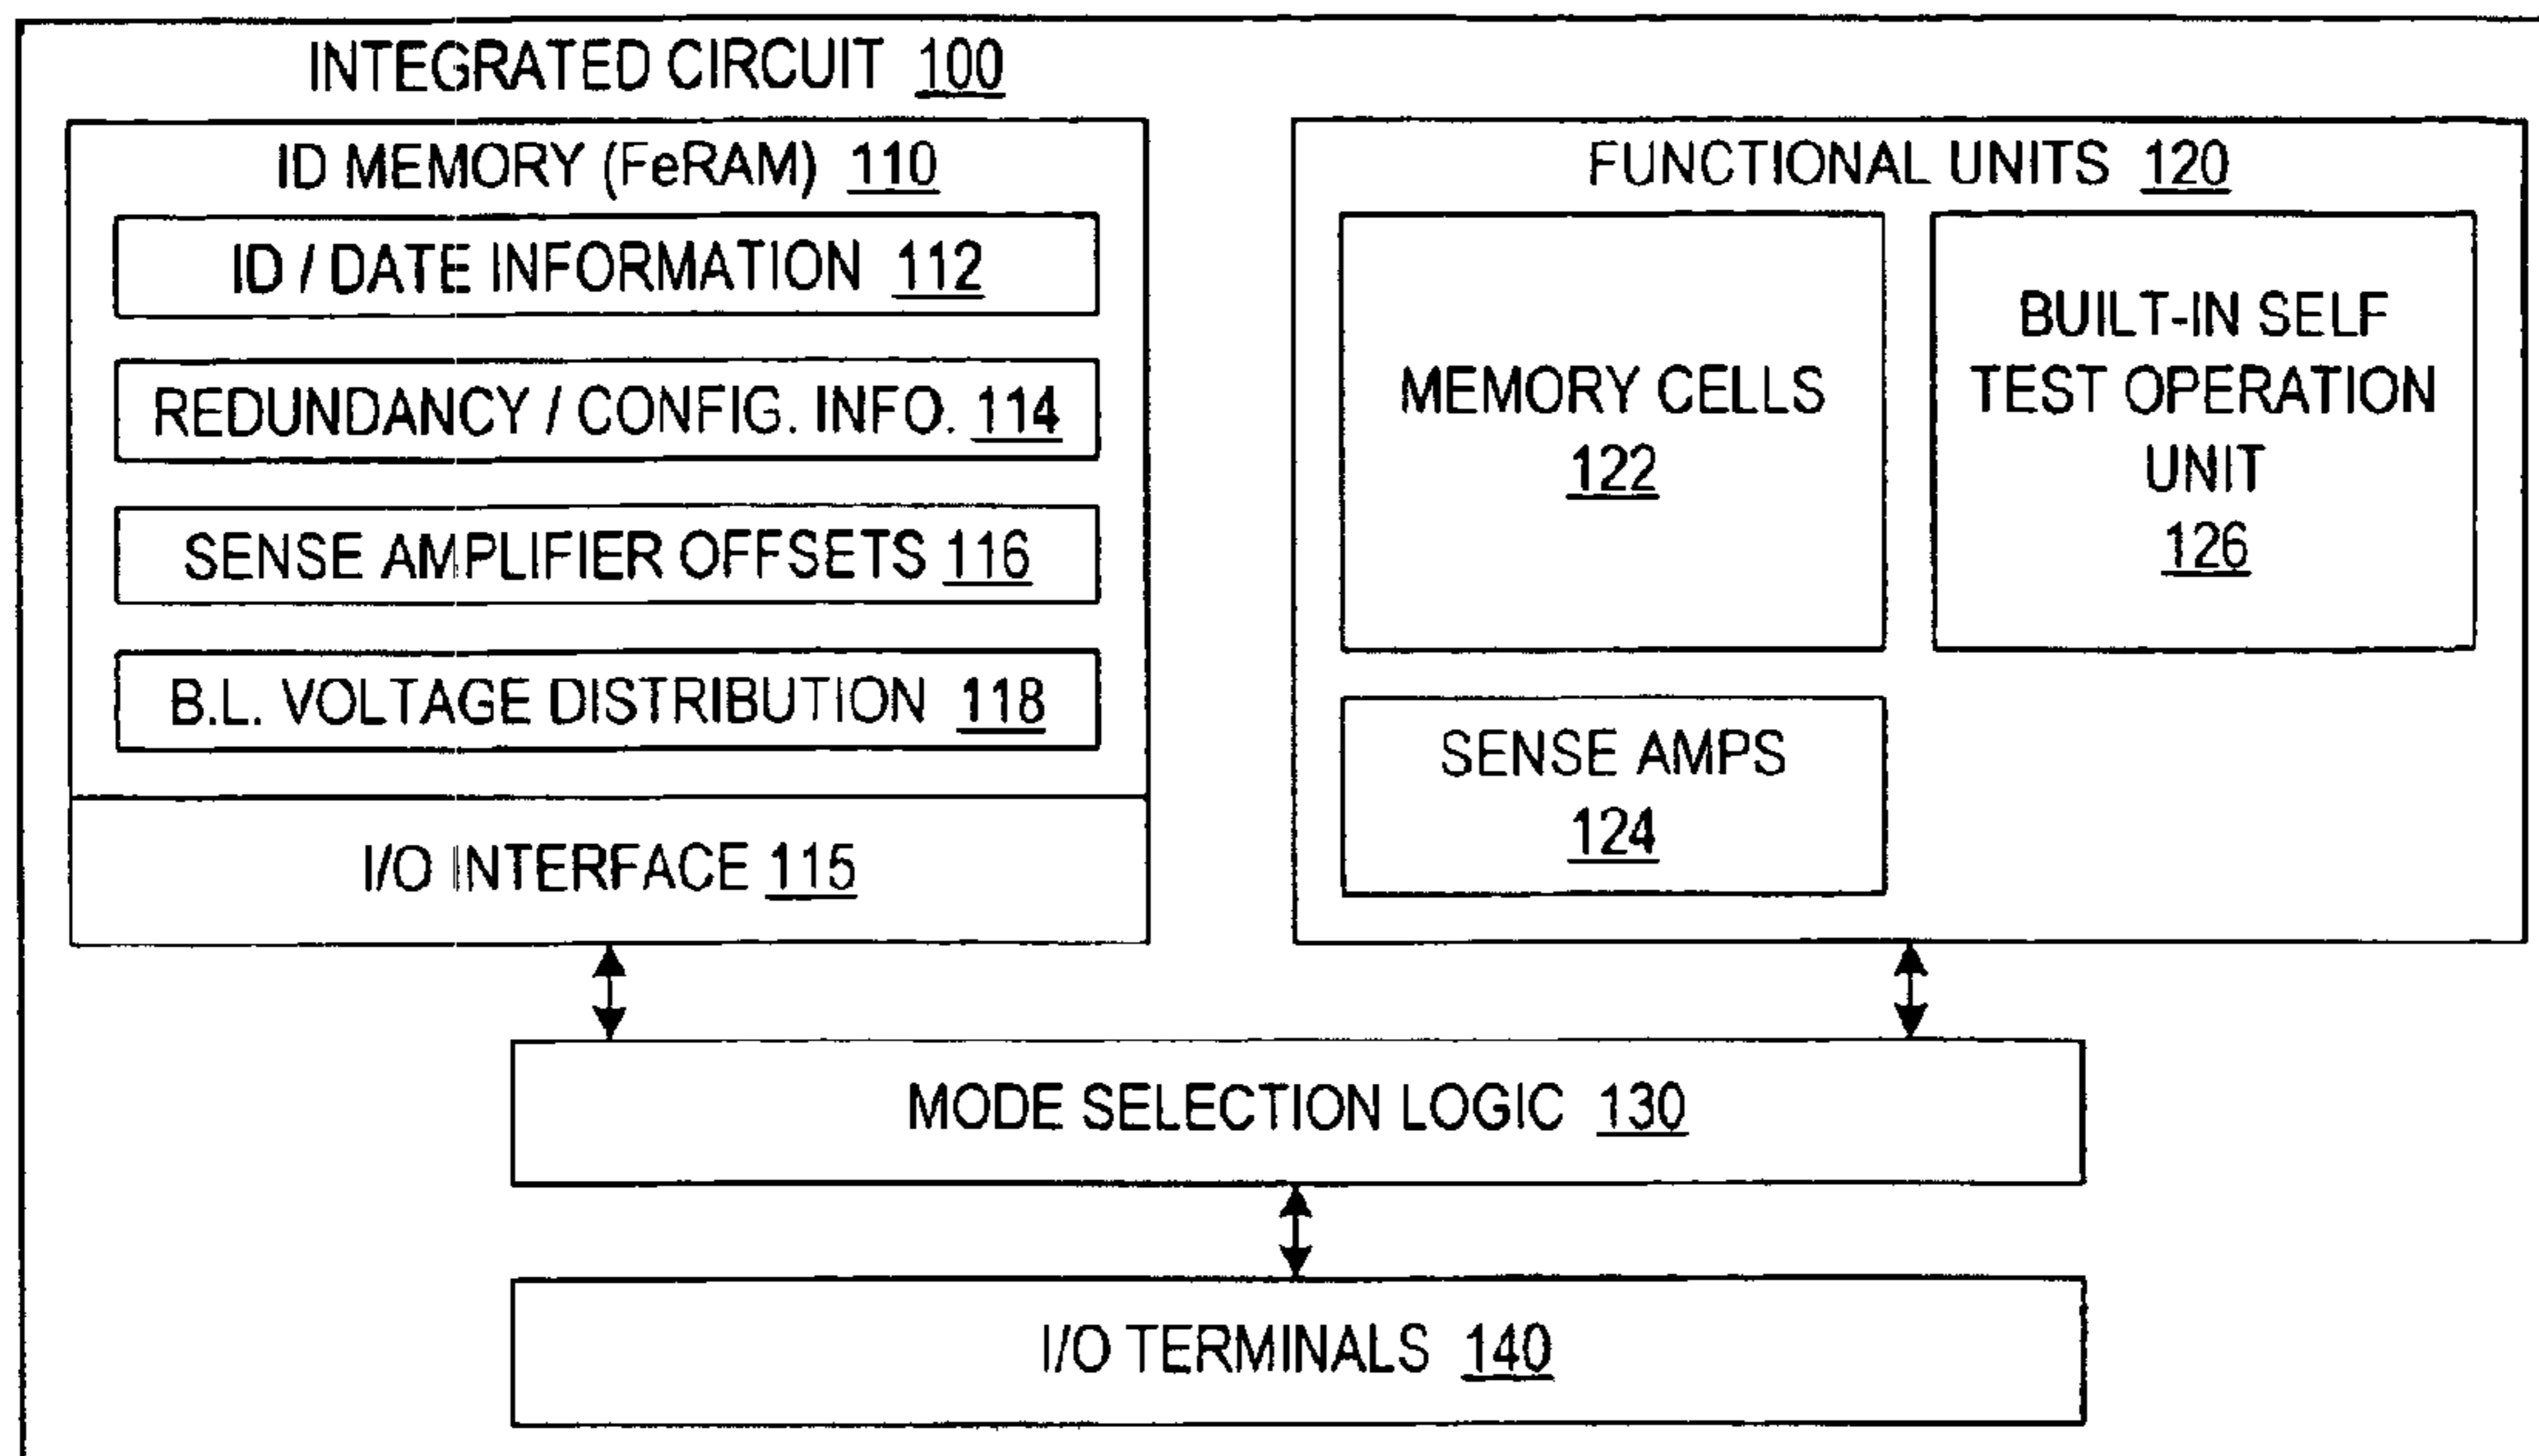 INTEGRATED CIRCUIT 100
ID MEMORY (FeRAM) 110
ID / DATE INFORMATION 112
REDUNDANCY / CONFIG. INFO. 114
SENSE AMPLIFIER OFFSETS 116
B.L. VOLTAGE DISTRIBUTION 118
I/O INTERFACE 115
FUNCTIONAL UNITS 120
MEMORY CELLS
122
BUILT-IN SELF
TEST OPERATION
UNIT
126
SENSE AMPS
124
MODE SELECTION LOGIC 130
I/O TERMINALS 140